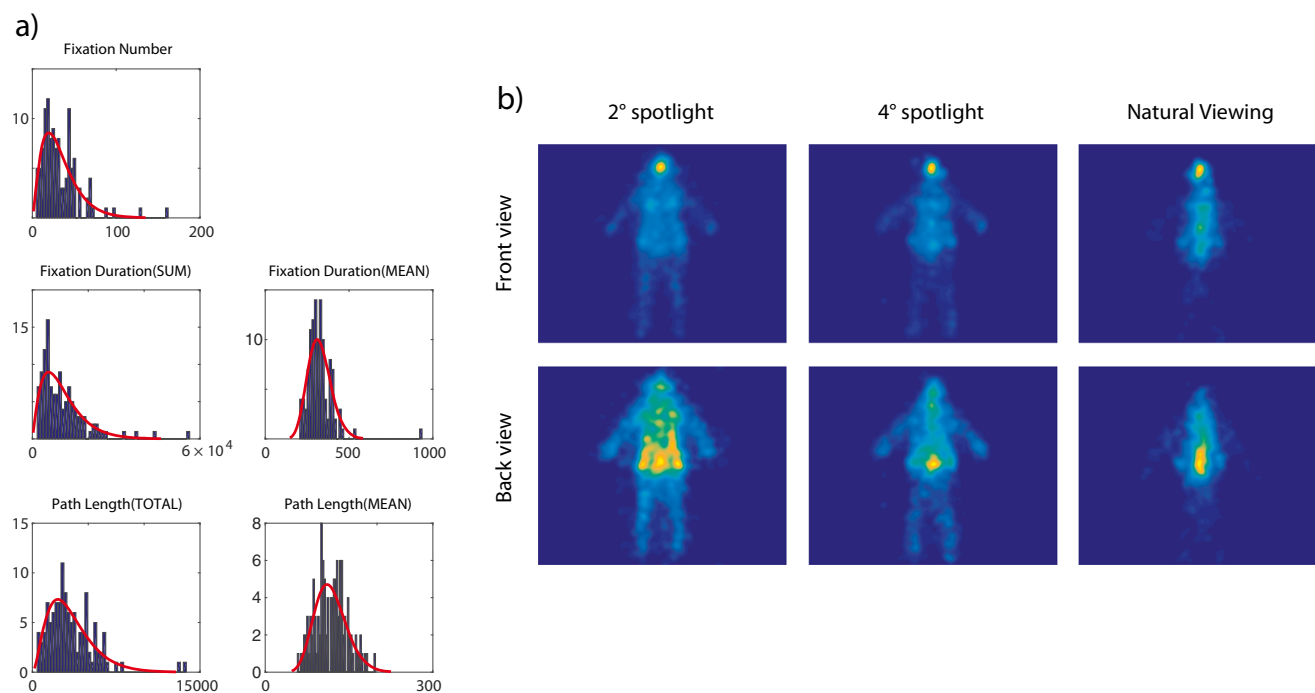 a)
Fixation Number
10
0 100 200
Fixation Duration(SUM)
15
0 6 × 10^4
Fixation Duration(MEAN)
10
0 500 1000
Path Length(TOTAL)
15
10
5
0
0 15000
Path Length(MEAN)
8
6
4
2
0
0 300
b)
2° spotlight 4° spotlight Natural Viewing
Front view
Back view